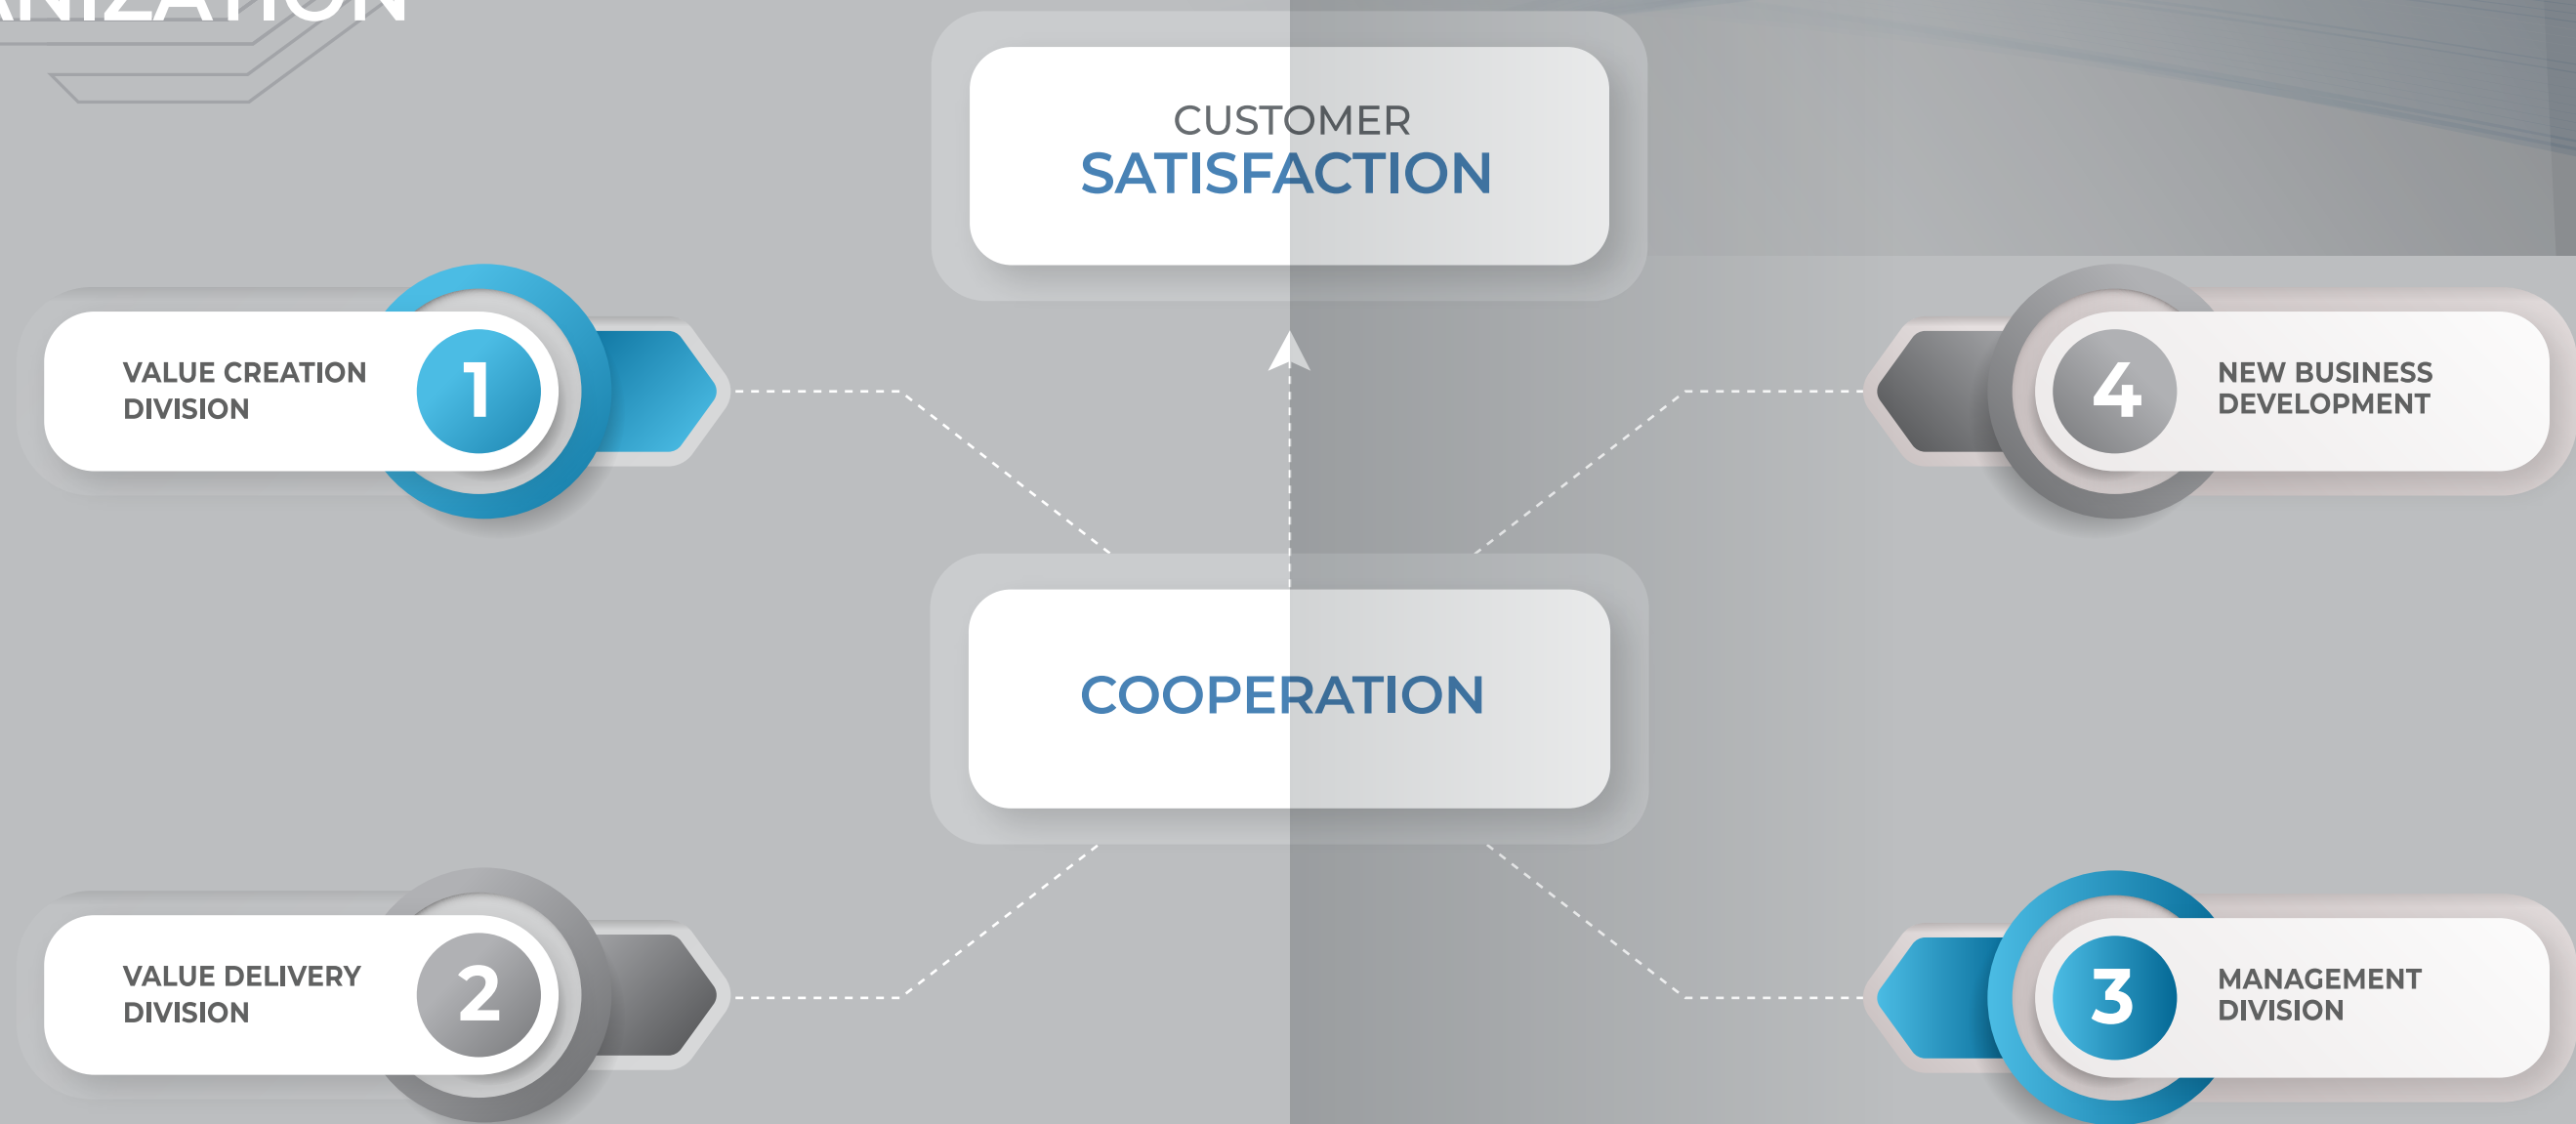 CUSTOMER
SATISFACTION
1
VALUE CREATION
DIVISION
4
NEW BUSINESS
DEVELOPMENT
COOPERATION
2
VALUE DELIVERY
DIVISION
3
MANAGEMENT
DIVISION